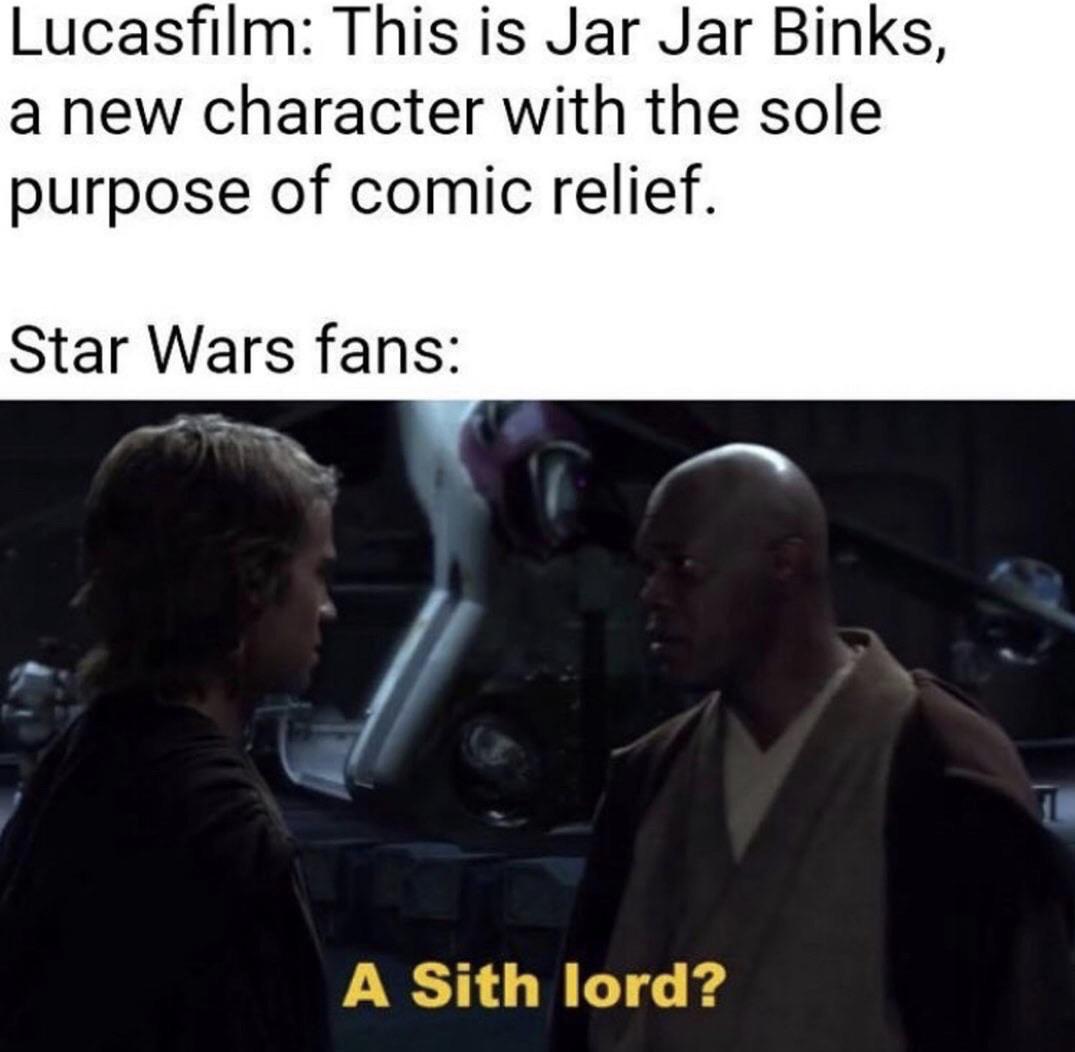 Lucasfilm: This is Jar Jar Binks,
a new character with the sole
purpose of comic relief.
Star Wars fans:
A Sith lord?